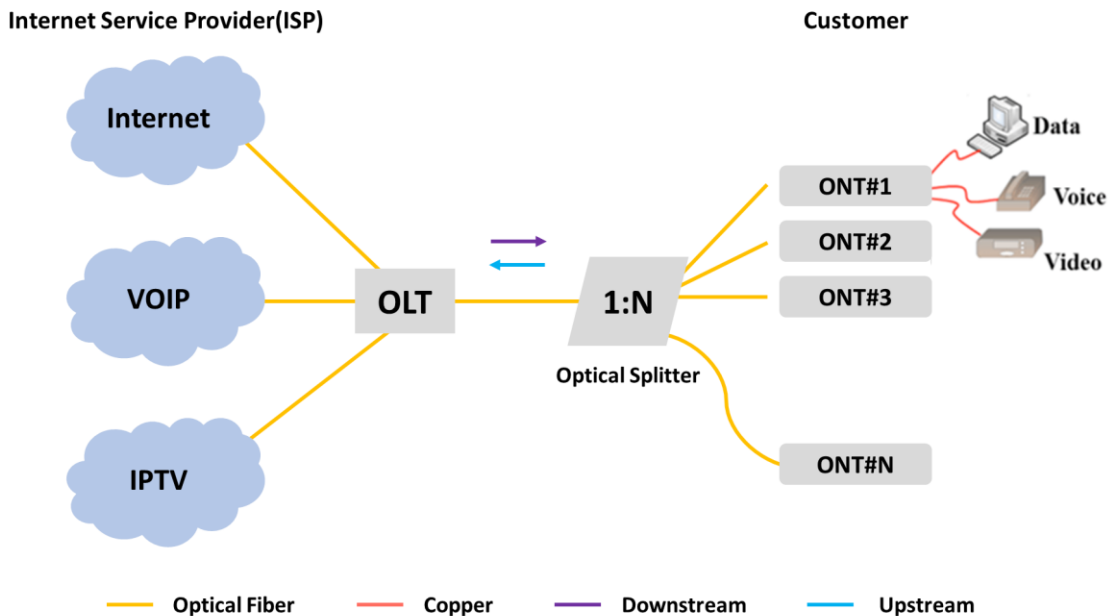 Internet Service Provider(ISP)
Customer
Internet
VOIP
IPTV
OLT
1:N
Optical Splitter
ONT#1
ONT#2
ONT#3
ONT#N
Data
Voice
Video
Optical Fiber
Copper
Downstream
Upstream